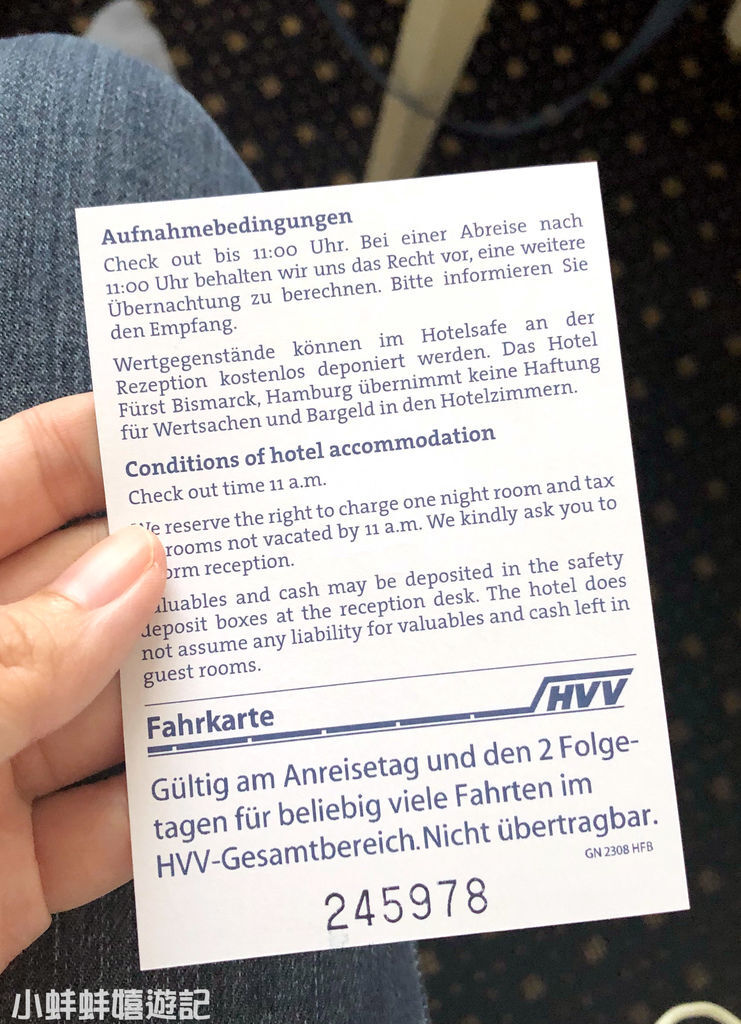 Aufnahmebedingungen
Check out bis 11:00 Uhr. Bei einer Abreise nach
11:00 Uhr behalten wir uns das Recht vor, eine weitere
Übernachtung zu berechnen. Bitte informieren Sie
den Empfang.
Wertgegenstände können im Hotelsafe an der
Rezeption kostenlos deponiert werden. Das Hotel
Fürst Bismarck, Hamburg übernimmt keine Haftung
für Wertsachen und Bargeld in den Hotelzimmern.
Conditions of hotel accommodation
Check out time 11 a.m.
We reserve the right to charge one night room and tax
rooms not vacated by 11 a.m. We kindly ask you to
orm reception.
aluables and cash may be deposited in the safety
deposit boxes at the reception desk. The hotel does
not assume any liability for valuables and cash left in
guest rooms.
HVV
Fahrkarte
Gültig am Anreisetag und den 2 Folge-
tagen für beliebig viele Fahrten im
HVV-Gesamtbereich. Nicht übertragbar.
GN 2308 HFB
245978
小蚌蚌嬉遊記